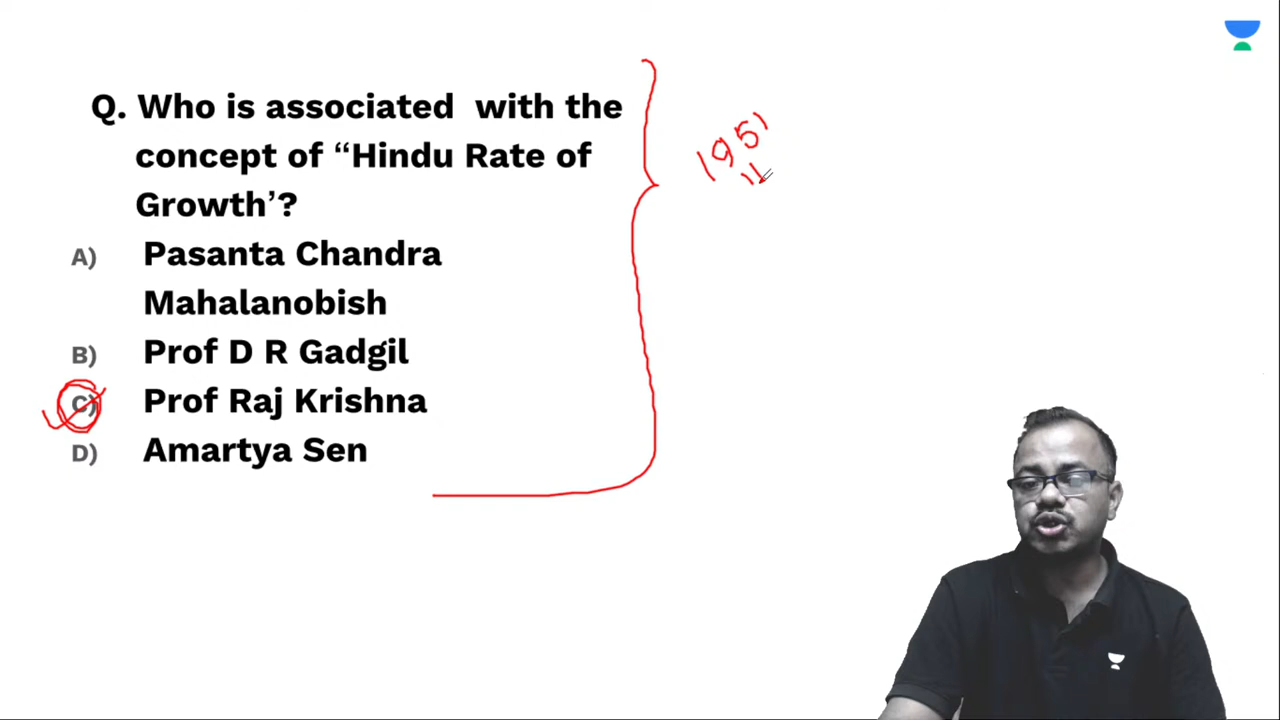 Q. Who is associated with the
concept of “Hindu Rate of
Growth’?
A) Pasanta Chandra
Mahalanobish
B) Prof D R Gadgil
C) Prof Raj Krishna
D) Amartya Sen
1951